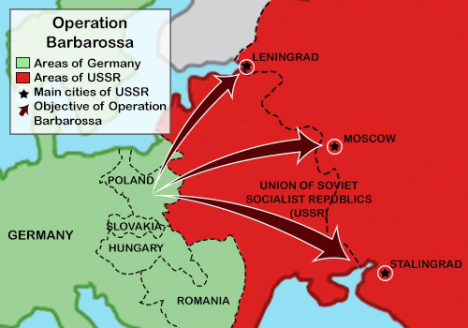 Operation
Barbarossa
Areas of Germany
Areas of USSR
Main cities of USSR
Objective of Operation
Barbarossa
LENINGRAD
MOSCOW
POLAND
UNION OF SOVIET
SOCIALIST REPUBLICS
(USSR)
SLOVAKIA
GERMANY
HUNGARY
STALINGRAD
ROMANIA